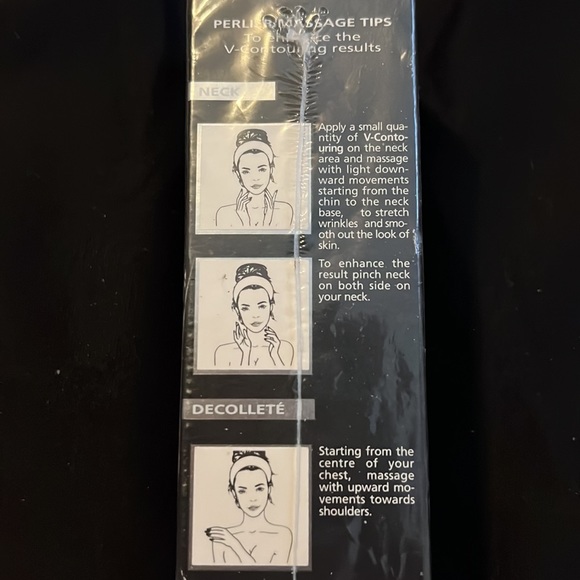 PERLIER MASSAGE TIPS
To enhance the
V-Contouring results
NECK
Apply a small qua-
ntity of V-Conto-
uring on the neck
area and massage
with light down-
ward movements
starting from the
chin to the neck
base, to stretch
wrinkles and smo-
oth out the look of
skin.
To enhance the
result pinch neck
on both side on
your neck.
DECOLLETÉ
Starting from the
centre of your
chest, massage
with upward mo-
vements towards
shoulders.